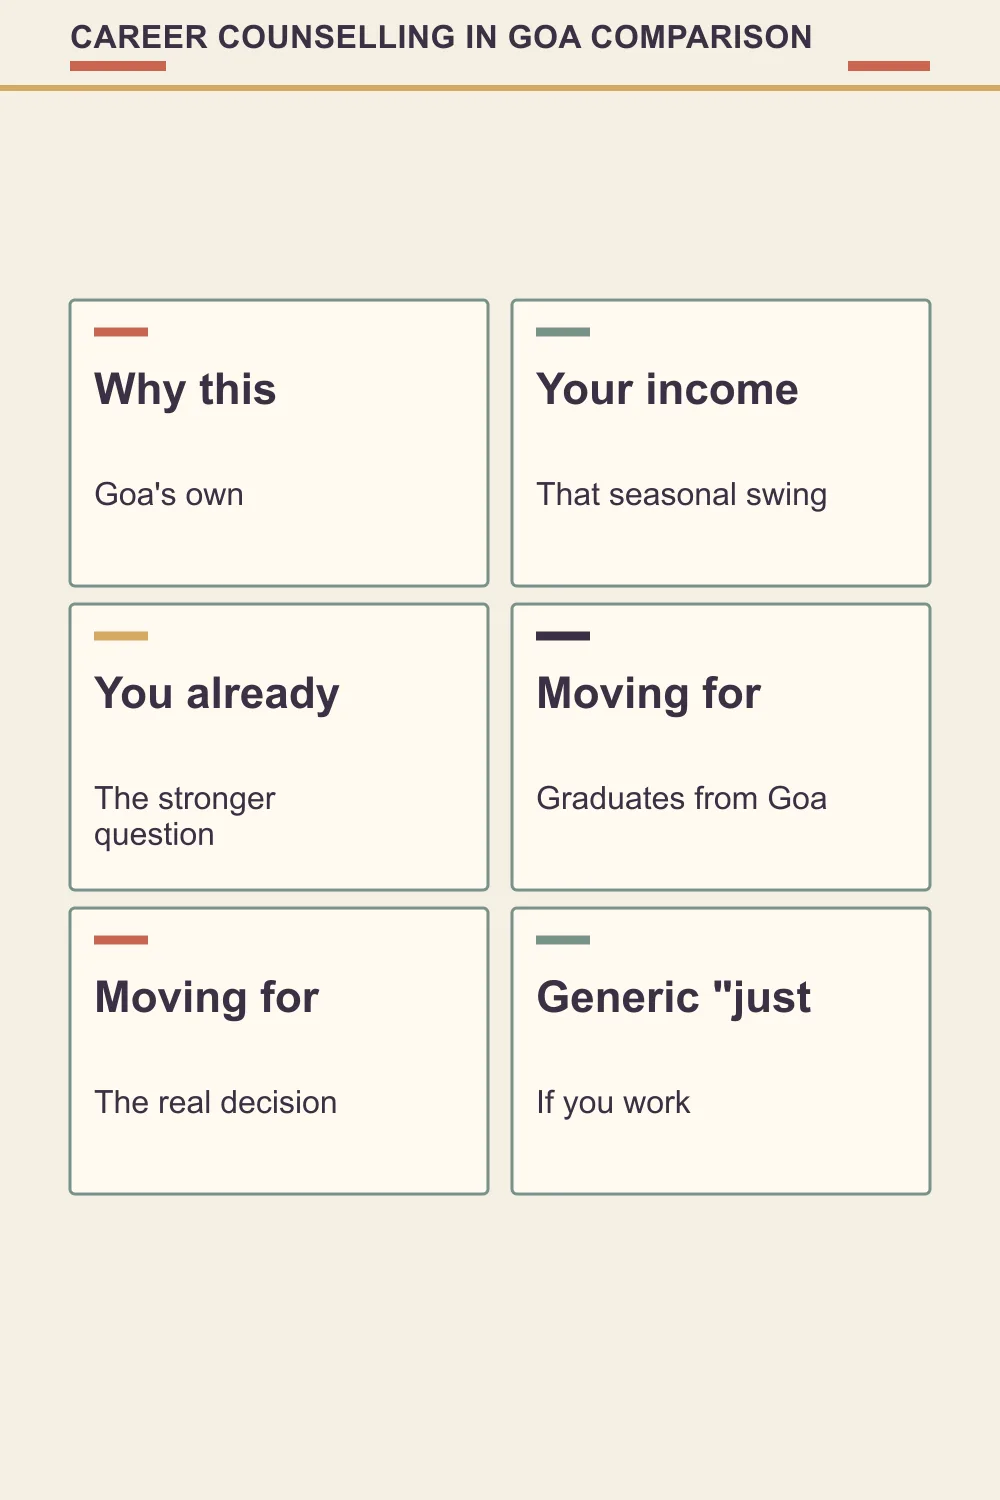 CAREER COUNSELLING IN GOA COMPARISON
Why this
Goa's own
Your income
That seasonal swing
You already
The stronger
question
Moving for
Graduates from Goa
Moving for
The real decision
Generic "just
If you work